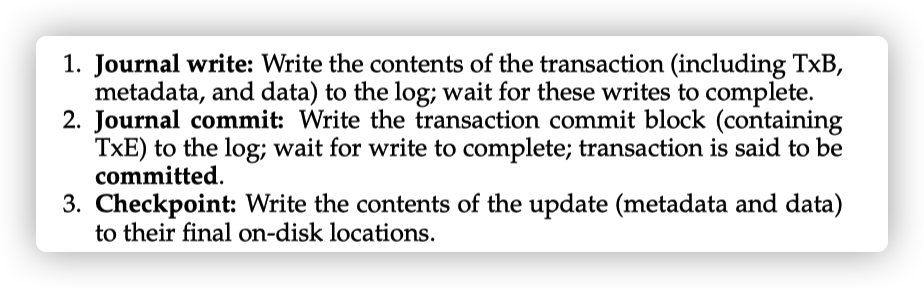 1. Journal write: Write the contents of the transaction (including TxB,
metadata, and data) to the log; wait for these writes to complete.
2. Journal commit: Write the transaction commit block (containing
TxE) to the log; wait for write to complete; transaction is said to be
committed.
3. Checkpoint: Write the contents of the update (metadata and data)
to their final on-disk locations.